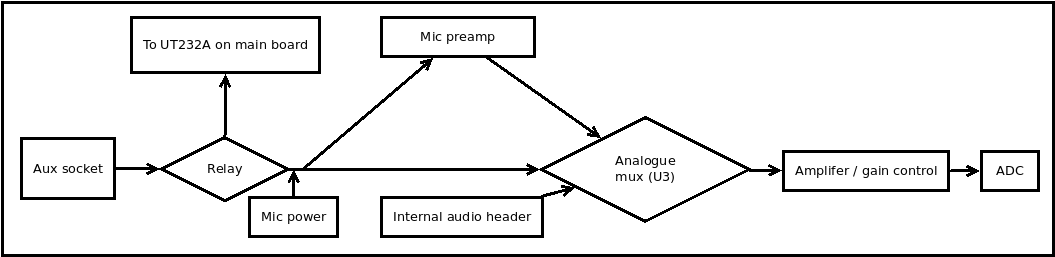 To UT232A on main board
Mic preamp
Aux socket
Relay
Analogue
mux (U3)
Amplifer / gain control
ADC
Mic power
Internal audio header